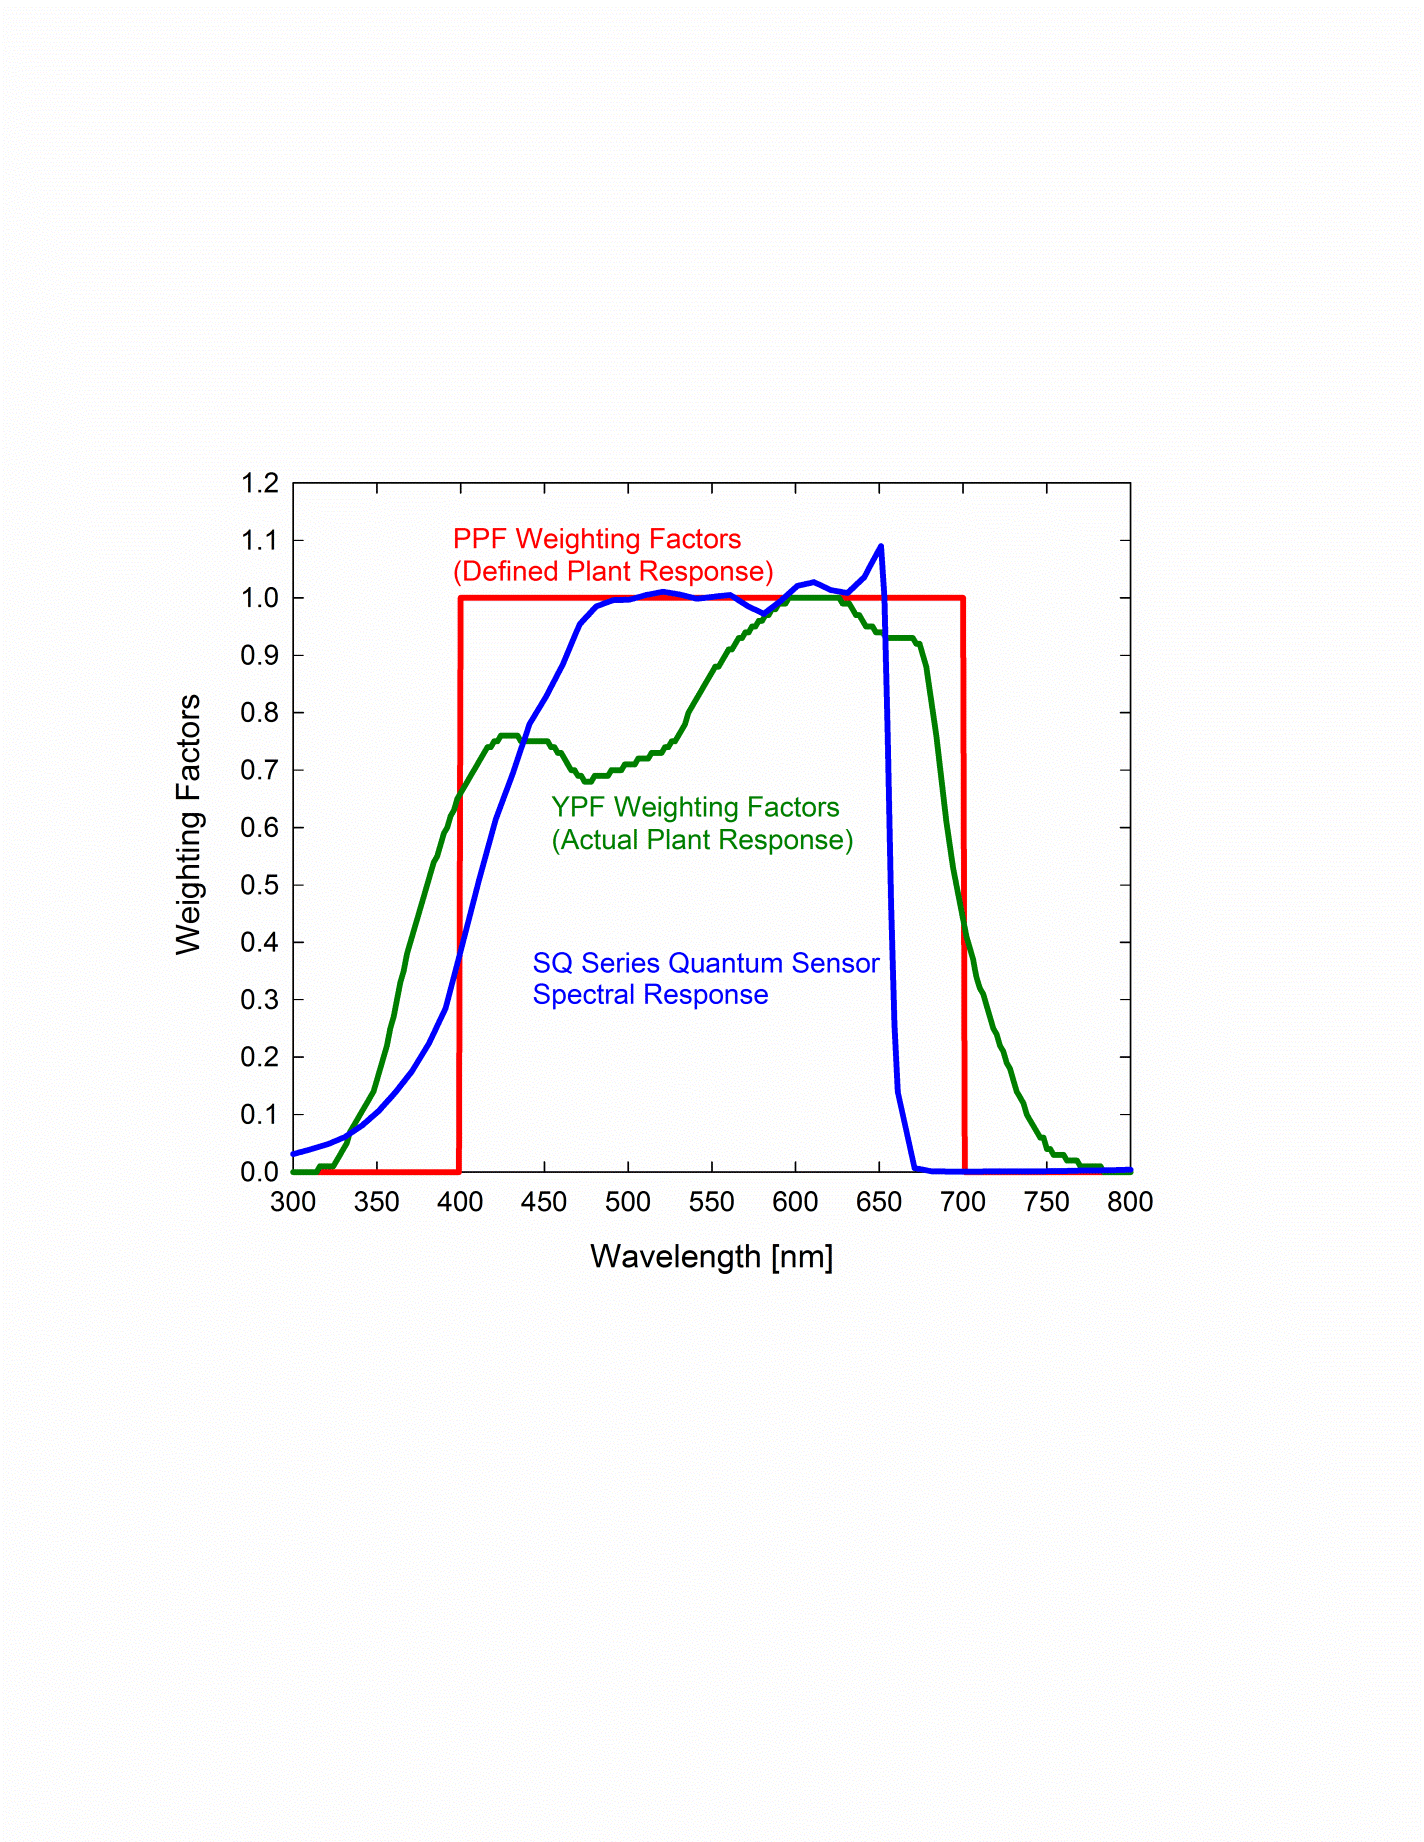 1.2
1.1
1.0
0.9
0.8
0.7
0.6
0.5
0.4
0.3
0.2
0.1
0.0
Weighting Factors
PPF Weighting Factors
(Defined Plant Response)
YPF Weighting Factors
(Actual Plant Response)
SQ Series Quantum Sensor
Spectral Response
300 350 400 450 500 550 600 650 700 750 800
Wavelength [nm]